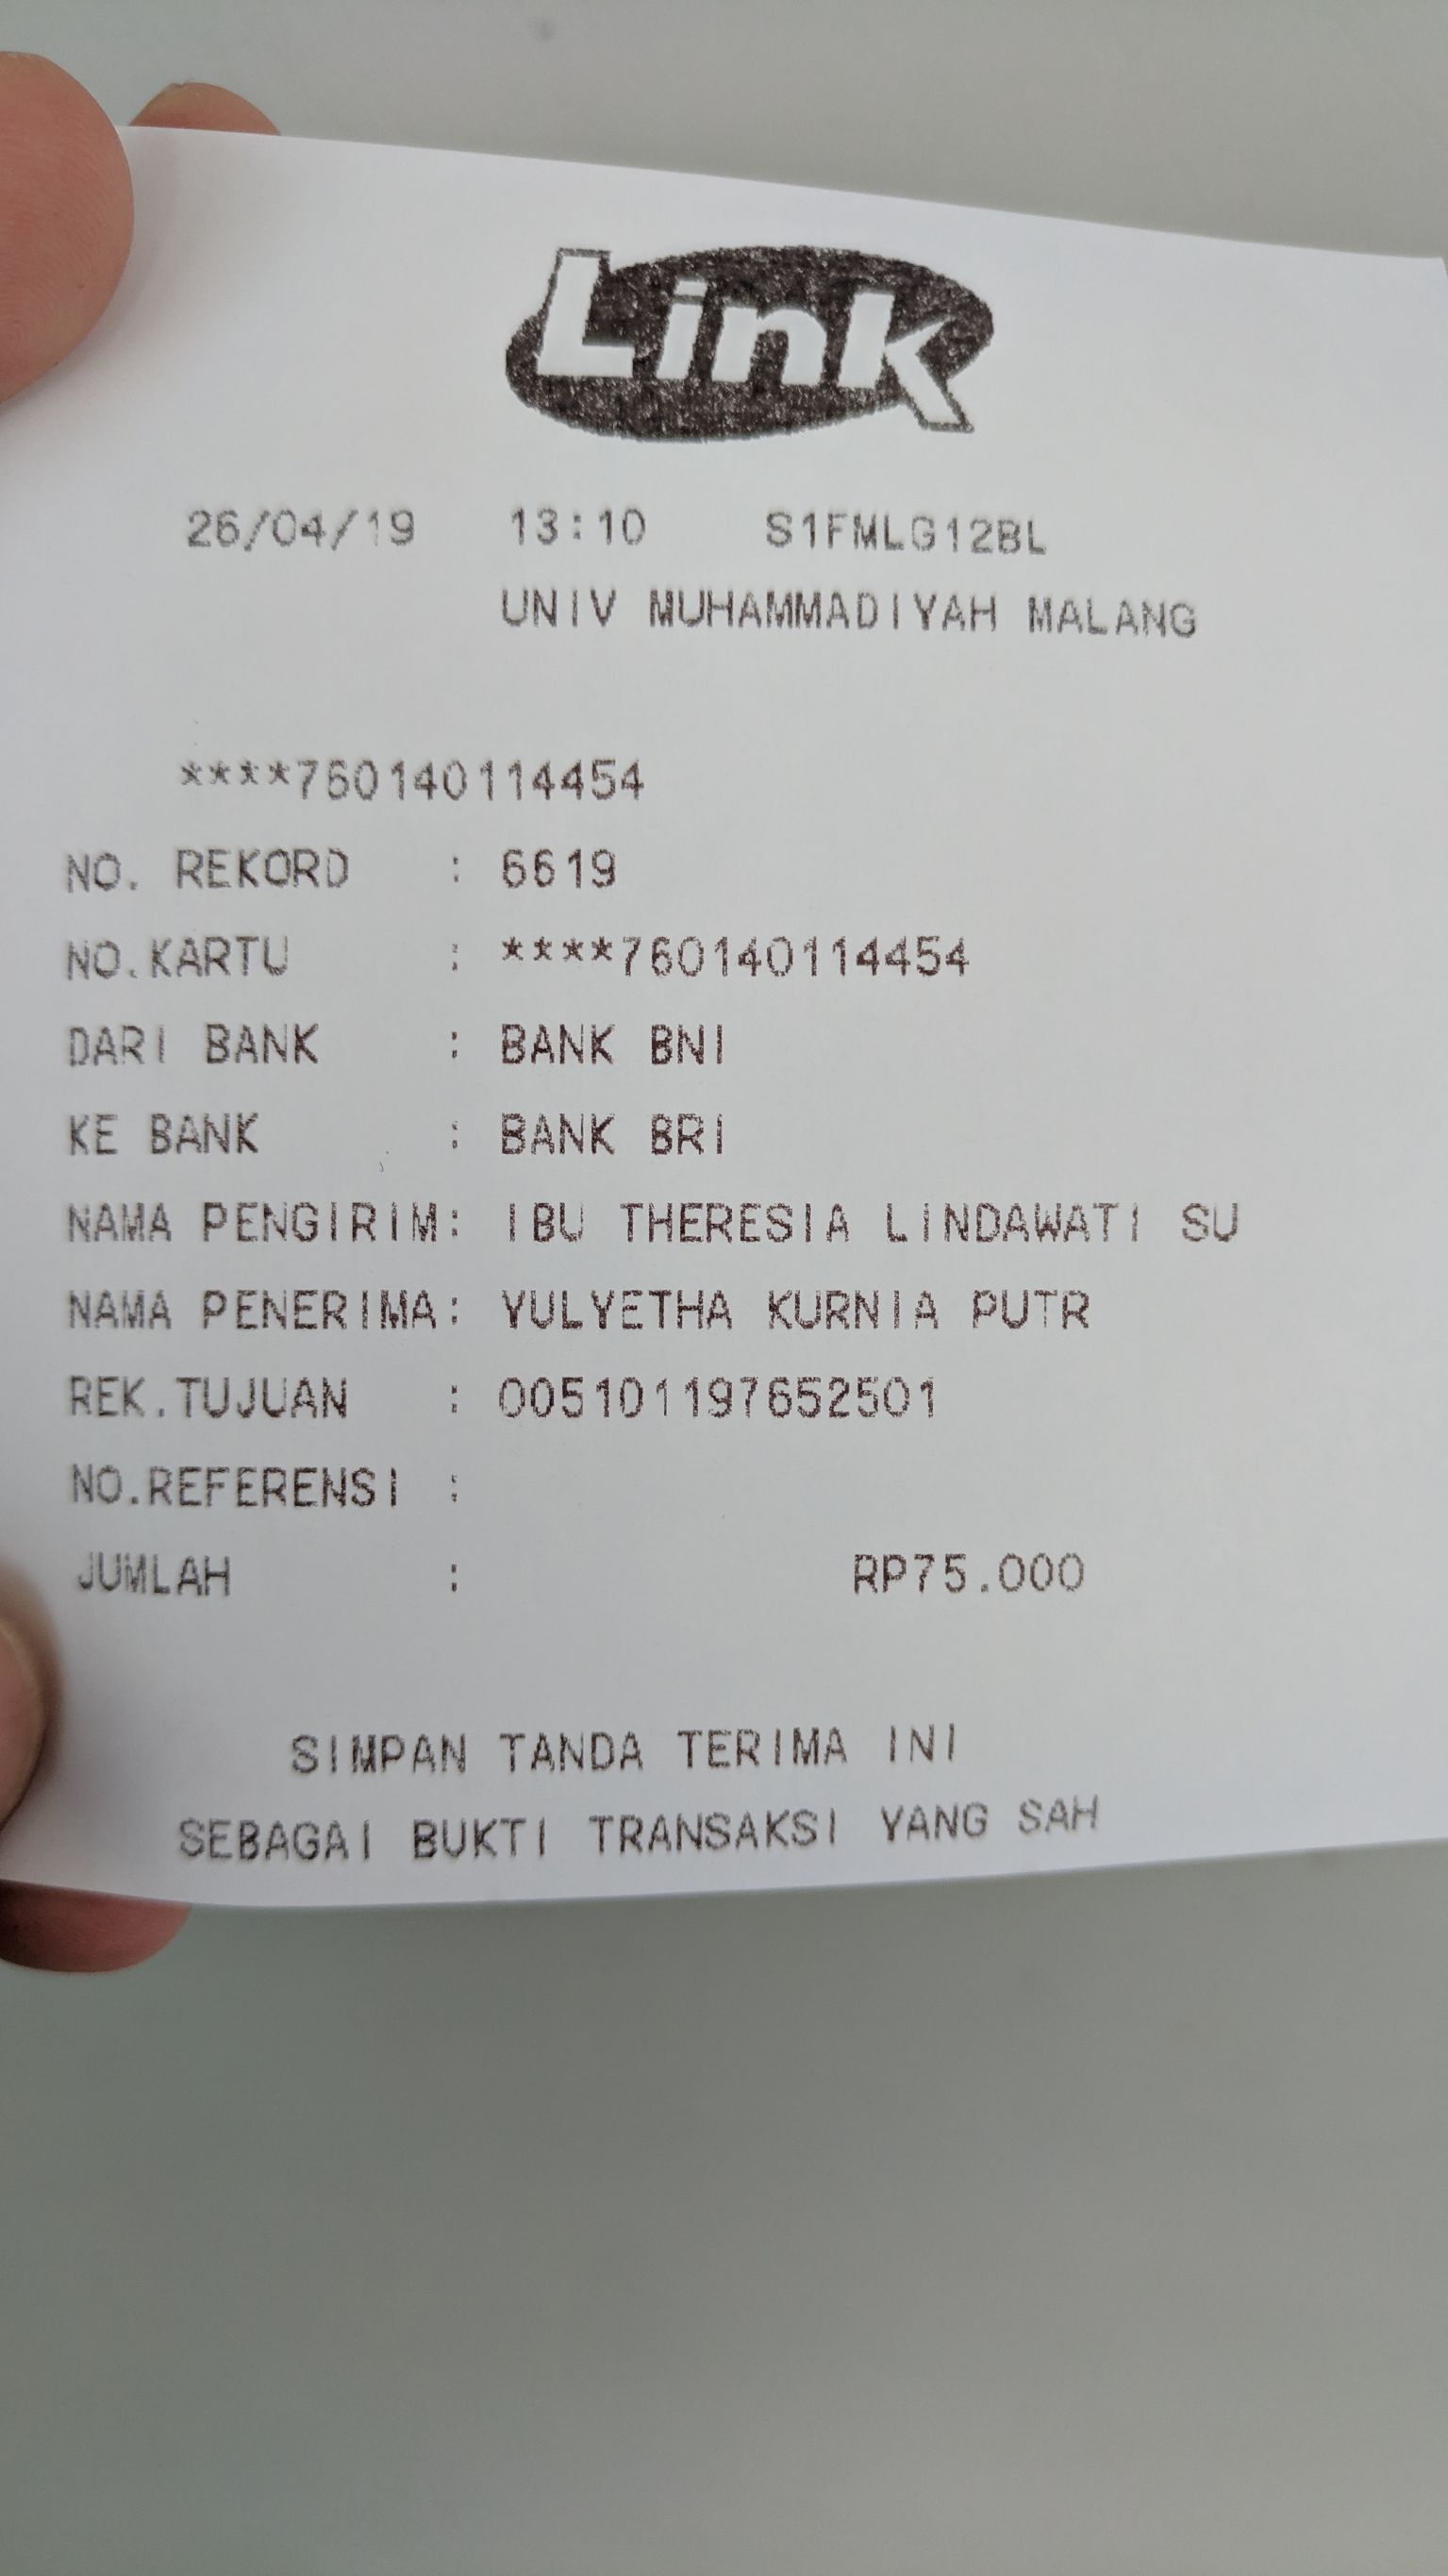 Link
26/04/19 13:10 S1FMLG12BL
UNIV MUHAMMADIYAH MALANG
****760140114454
NO. REKORD : 6619
NO.KARTU : ****760140114454
DARI BANK : BANK BNI
KE BANK : BANK BRI
NAMA PENGIRIM: IBU THERESIA LINDAWATI SU
NAMA PENERIMA: YULYETHA KURNIA PUTR
REK.TUJUAN : 005101197652501
NO.REFERENSI :
JUMLAH : RP75.000
SIMPAN TANDA TERIMA INI
SEBAGAI BUKTI TRANSAKSI YANG SAH